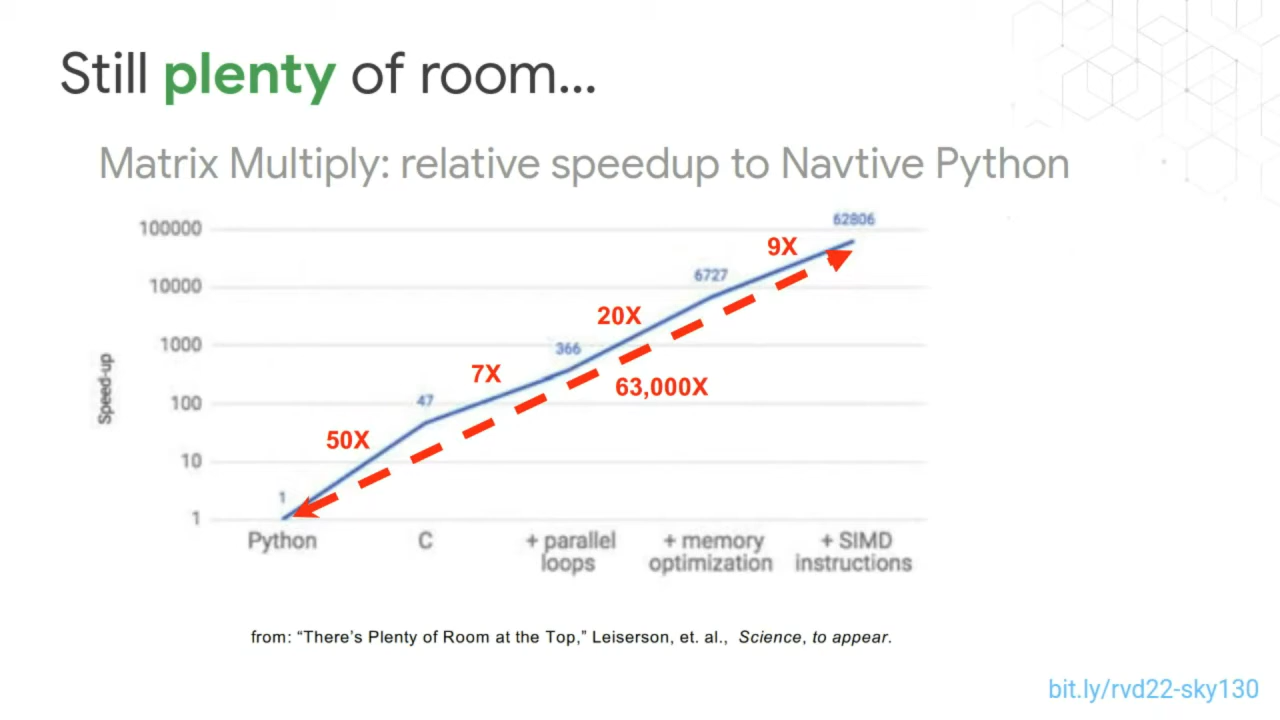 Still plenty of room...
Matrix Multiply: relative speedup to Navtive Python
Speed-up
100000
10000
1000
100
10
1
1
47
366
6727
62806
50X
7X
20X
9X
63,000X
Python
C
+ parallel
loops
+ memory
optimization
+ SIMD
instructions
from: “There’s Plenty of Room at the Top,” Leiserson, et. al., Science, to appear.
bit.ly/rvd22-sky130